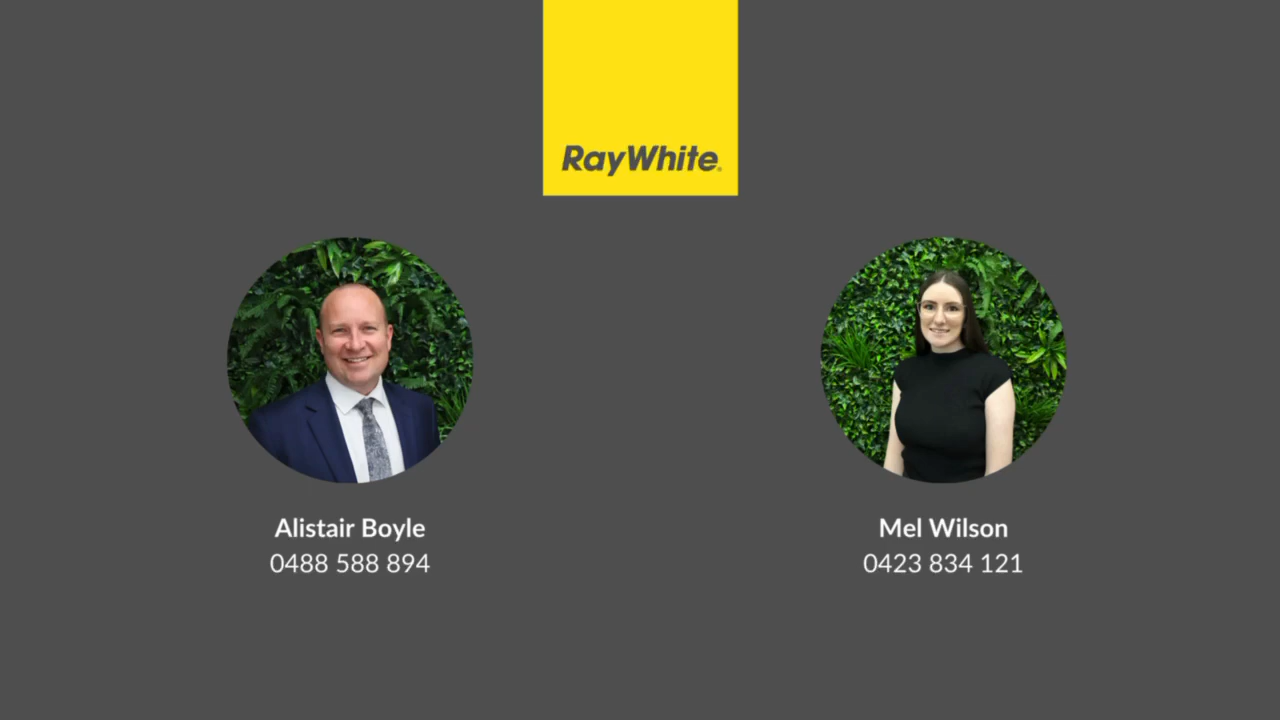 RayWhite.
Alistair Boyle
0488 588 894
Mel Wilson
0423 834 121